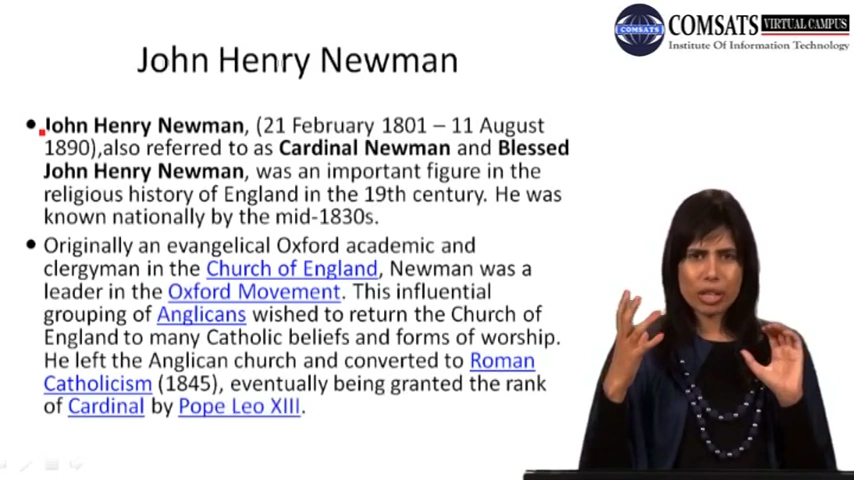 COMSATS VIRTUAL CAMPUS
COMSATS
Institute Of Information Technology
John Henry Newman
• John Henry Newman, (21 February 1801 – 11 August
1890),also referred to as Cardinal Newman and Blessed
John Henry Newman, was an important figure in the
religious history of England in the 19th century. He was
known nationally by the mid-1830s.
• Originally an evangelical Oxford academic and
clergyman in the Church of England, Newman was a
leader in the Oxford Movement. This influential
grouping of Anglicans wished to return the Church of
England to many Catholic beliefs and forms of worship.
He left the Anglican church and converted to Roman
Catholicism (1845), eventually being granted the rank
of Cardinal by Pope Leo XIII.